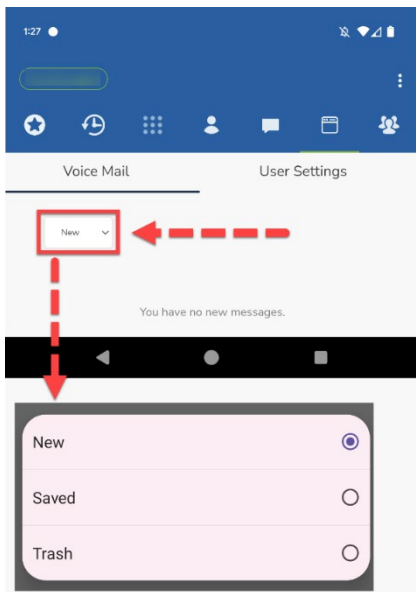 1:27
Voice Mail
User Settings
New
You have no new messages.
New
Saved
Trash